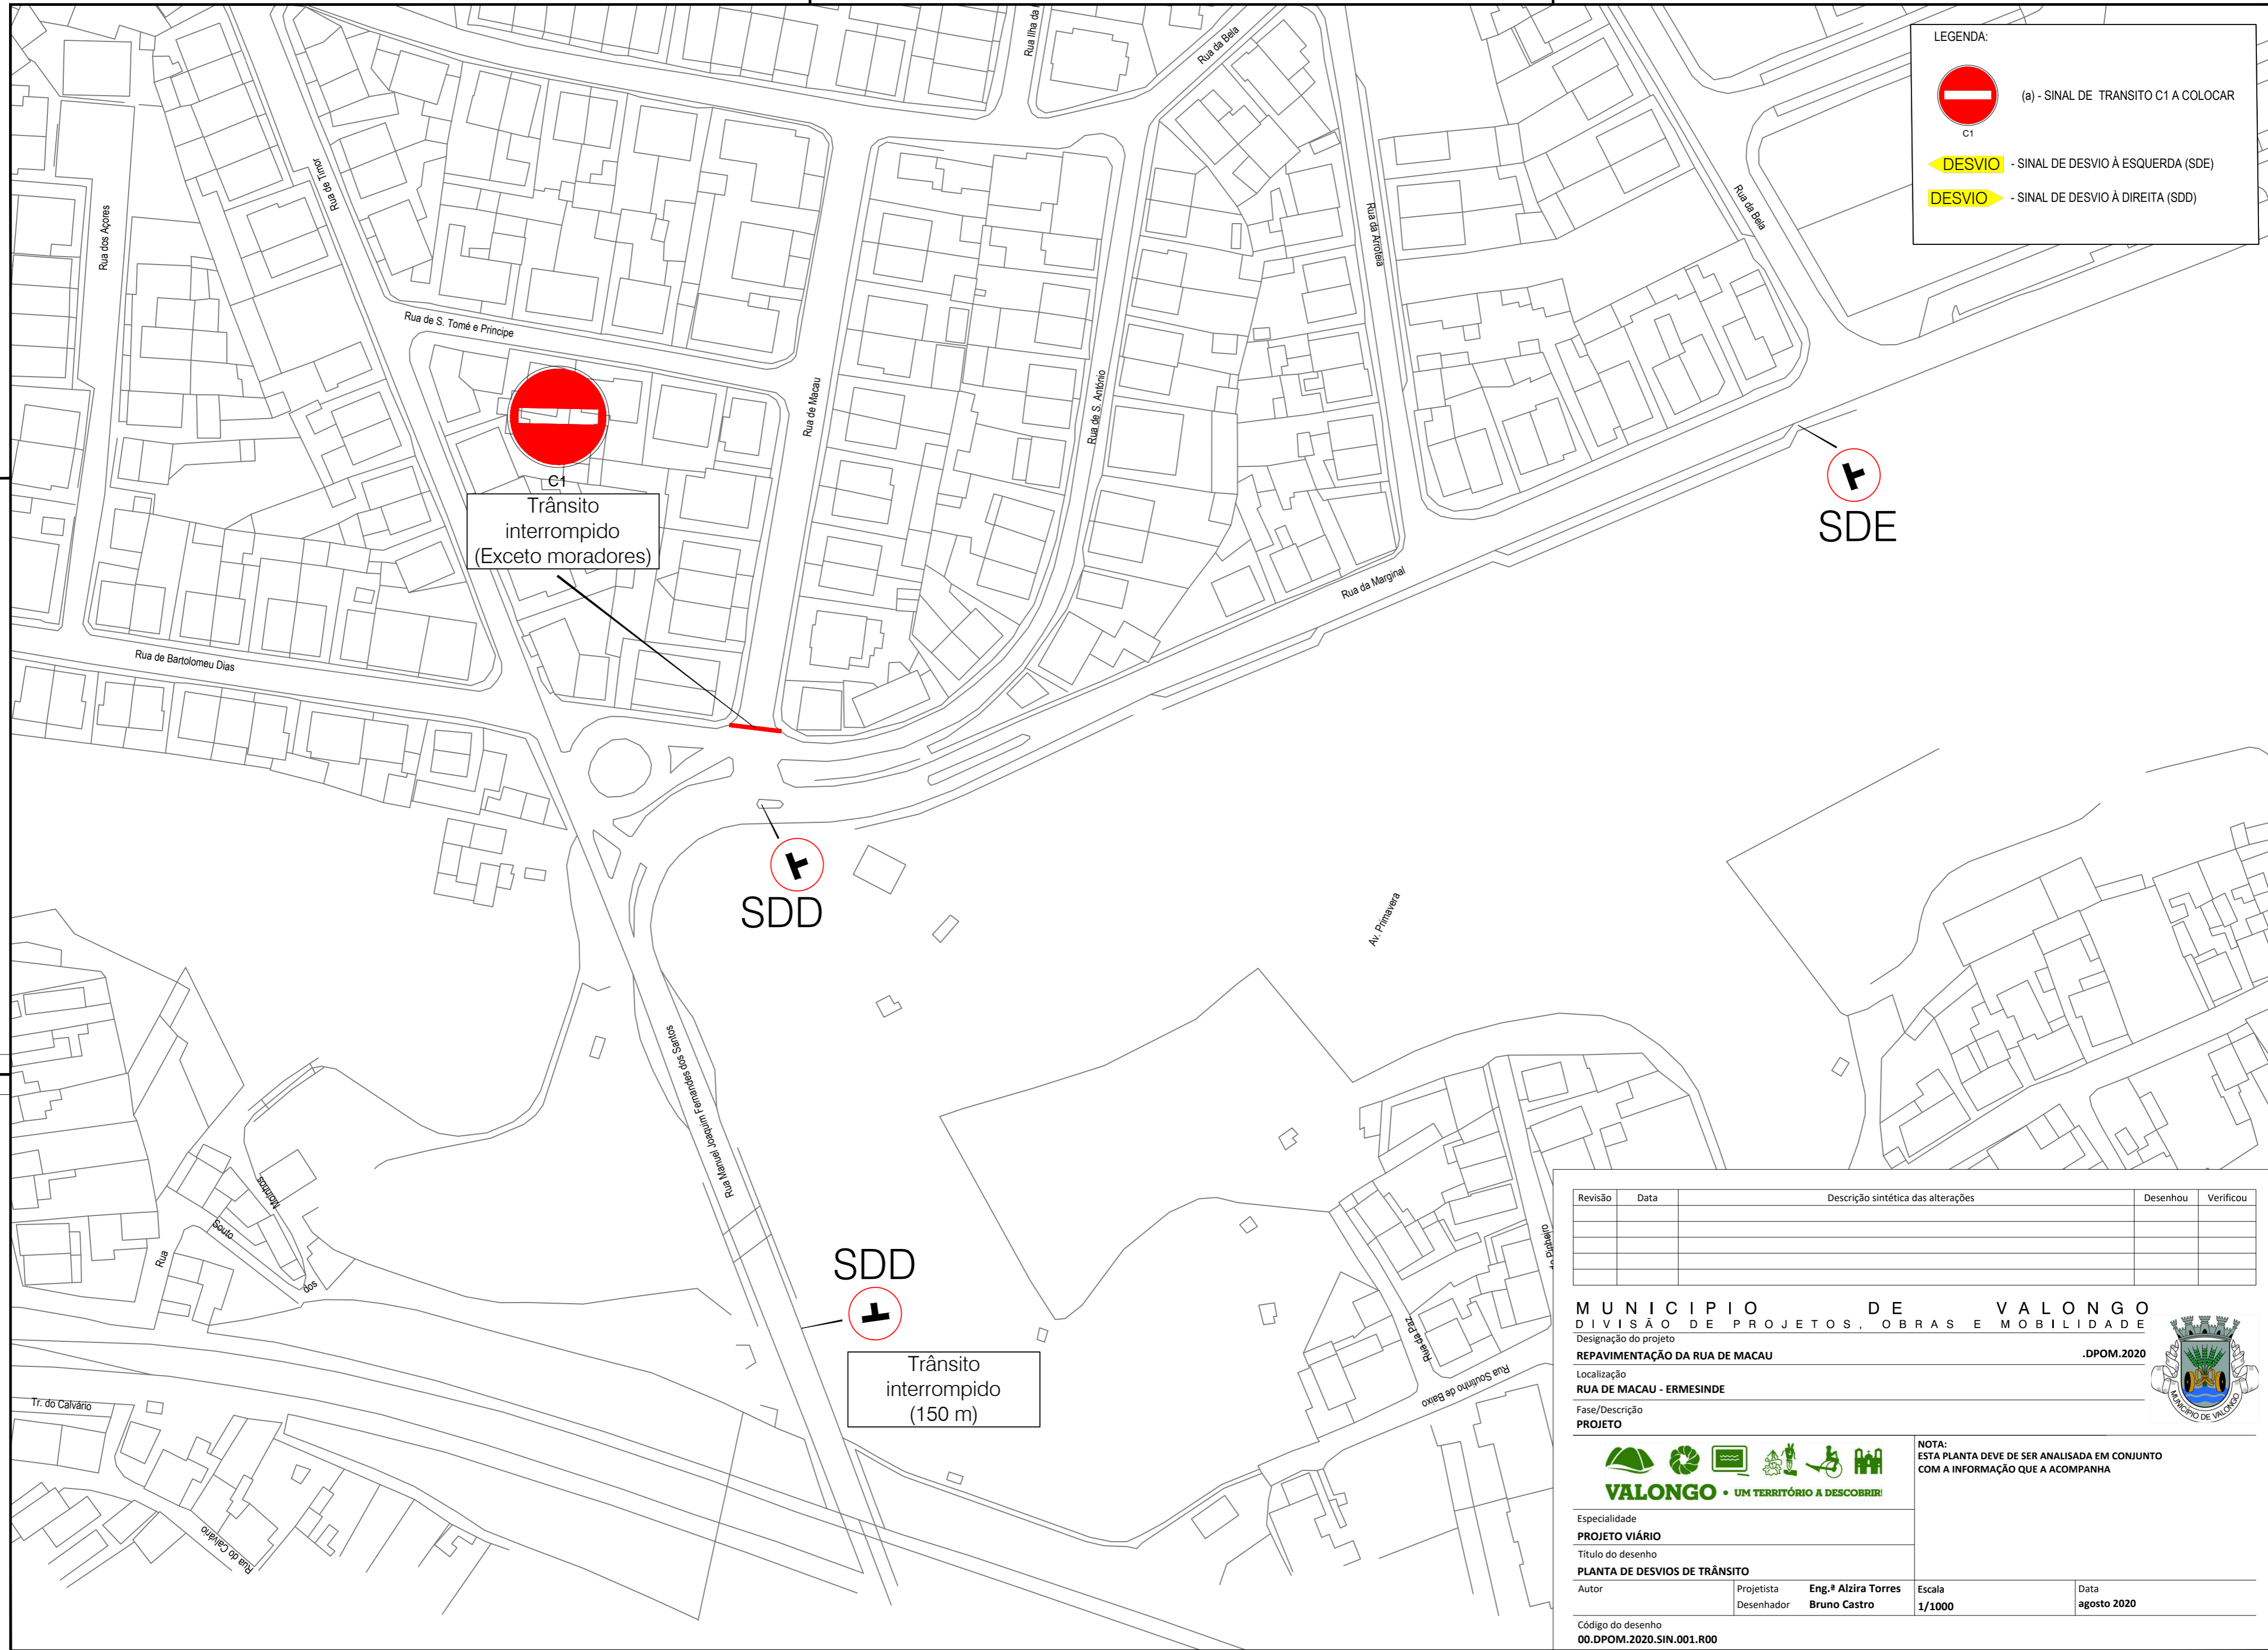 LEGENDA:
C1
(a) - SINAL DE TRANSITO C1 A COLOCAR
DESVIO - SINAL DE DESVIO À ESQUERDA (SDE)
DESVIO - SINAL DE DESVIO À DIREITA (SDD)
Rua da Bela
Rua Ilha da
Rua de Timor
Rua dos Açores
Rua da Arroteia
Rua da Bela
Rua de S. Tomé e Principe
Rua de Macau
Rua de S. António
C1
Trânsito
interrompido
(Exceto moradores)
SDE
Rua da Marginal
Rua de Bartolomeu Dias
SDD
Av. Primavera
Rua Manuel Joaquim Fernandes dos Santos
Moinhos
Souto
Rua
dos
SDD
Trânsito
interrompido
(150 m)
Rua da Paz
Rua Soutinho de Baixo
Pinheiro
Tr. do Calvário
Rua do Calvário
Revisão Data Descrição sintética das alterações Desenhou Verificou
MUNICIPIO DE VALONGO
DIVISÃO DE PROJETOS, OBRAS E MOBILIDADE
Designação do projeto
REPAVIMENTAÇÃO DA RUA DE MACAU .DPOM.2020
Localização
RUA DE MACAU - ERMESINDE
Fase/Descrição
PROJETO
MUNICÍPIO DE VALONGO
VALONGO • UM TERRITÓRIO A DESCOBRIR!
NOTA:
ESTA PLANTA DEVE DE SER ANALISADA EM CONJUNTO
COM A INFORMAÇÃO QUE A ACOMPANHA
Especialidade
PROJETO VIÁRIO
Título do desenho
PLANTA DE DESVIOS DE TRÂNSITO
Autor
Projetista Eng.ª Alzira Torres
Desenhador Bruno Castro
Escala
1/1000
Data
agosto 2020
Código do desenho
00.DPOM.2020.SIN.001.R00